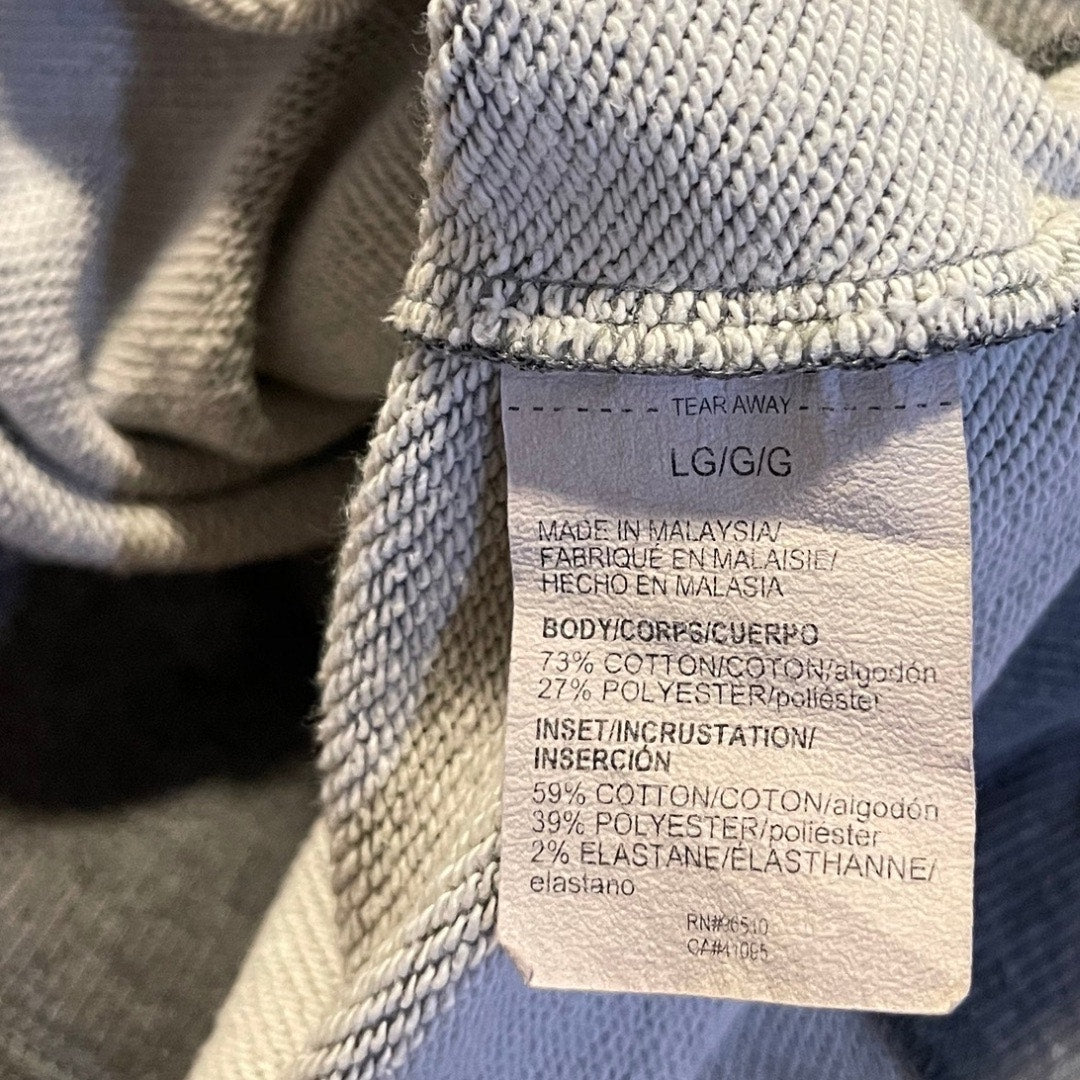 TEAR AWAY
LG/G/G
MADE IN MALAYSIA/
FABRIQUÉ EN MALAISIE/
HECHO EN MALASIA
BODY/CORPS/CUERPO
73% COTTON/COTON/algodón
27% POLYESTER/poliéster
INSET/INCRUSTATION/
INSERCIÓN
59% COTTON/COTON/algodón
39% POLYESTER/poliéster
2% ELASTANE/ÉLASTHANNE/
elastano